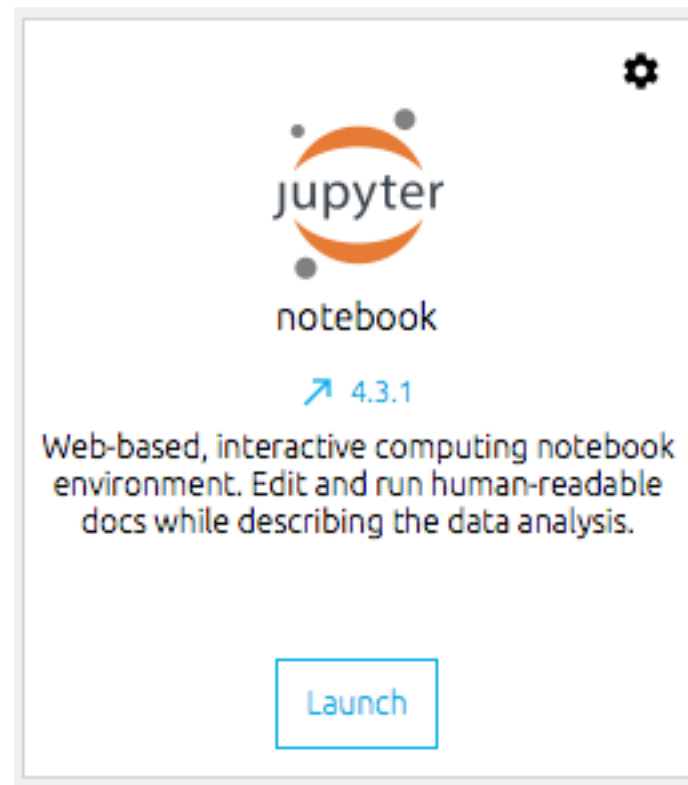 jupyter
notebook
4.3.1
Web-based, interactive computing notebook
environment. Edit and run human-readable
docs while describing the data analysis.
Launch